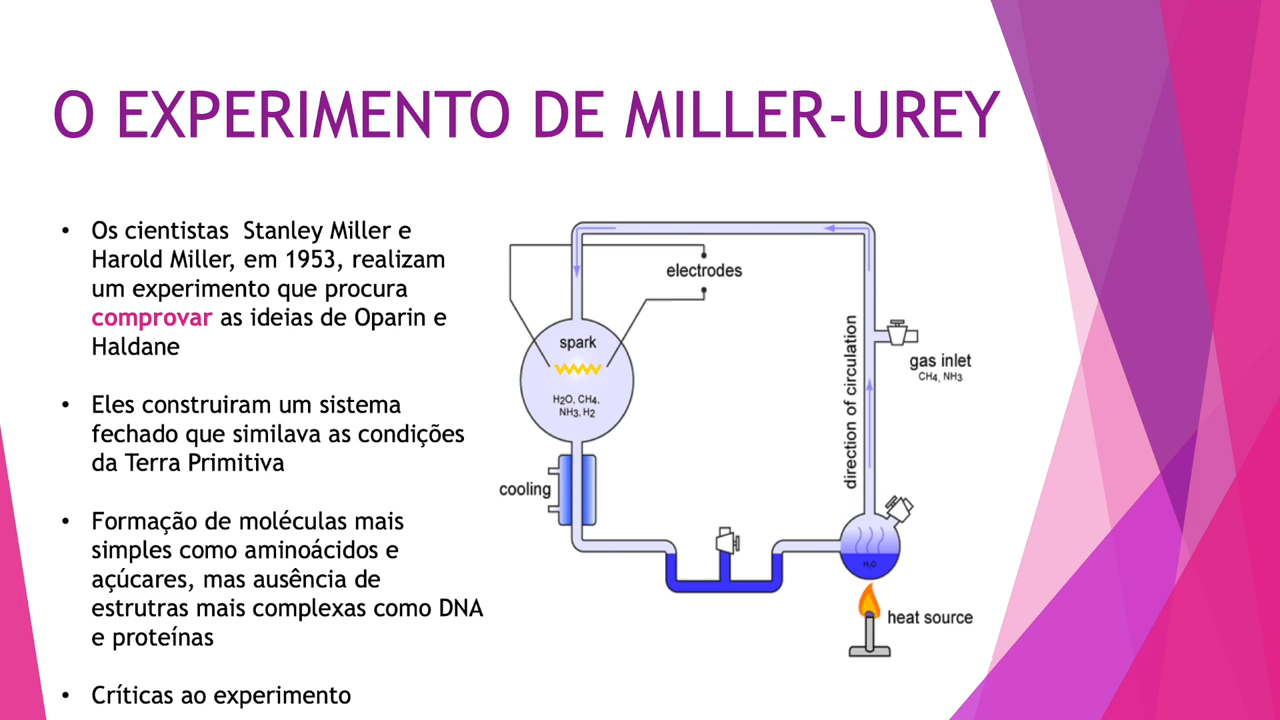 O EXPERIMENTO DE MILLER-UREY
• Os cientistas  Stanley Miller e
Harold Miller, em 1953, realizam
um experimento que procura
comprovar as ideias de Oparin e
Haldane
• Eles construiram um sistema
fechado que similava as condições
da Terra Primitiva
• Formação de moléculas mais
simples como aminoácidos e
açúcares, mas ausência de
estrutras mais complexas como DNA
e proteínas
• Críticas ao experimento
electrodes
spark
H2O, CH4,
NH3, H2
cooling
direction of circulation
gas inlet
CH4, NH3
H2O
heat source